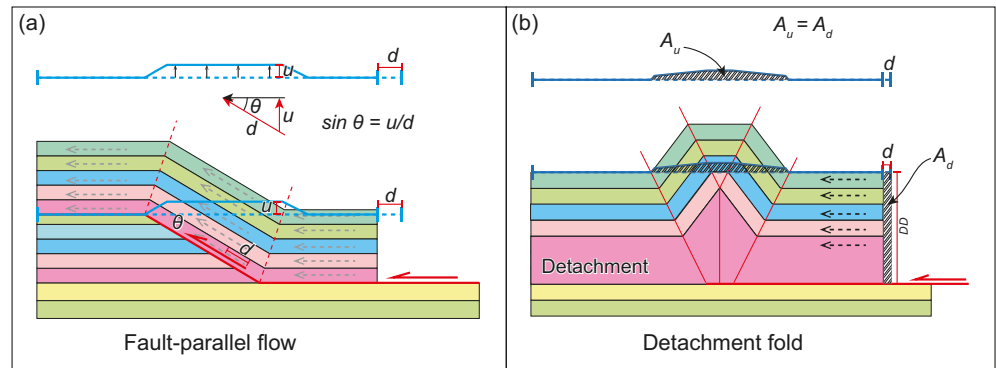 (a)
d
u
θ
u
d
sin θ = u/d
d
u
θ
d
Fault-parallel flow
(b)
A_u = A_d
A_u
d
d
A_d
DD
Detachment
Detachment fold